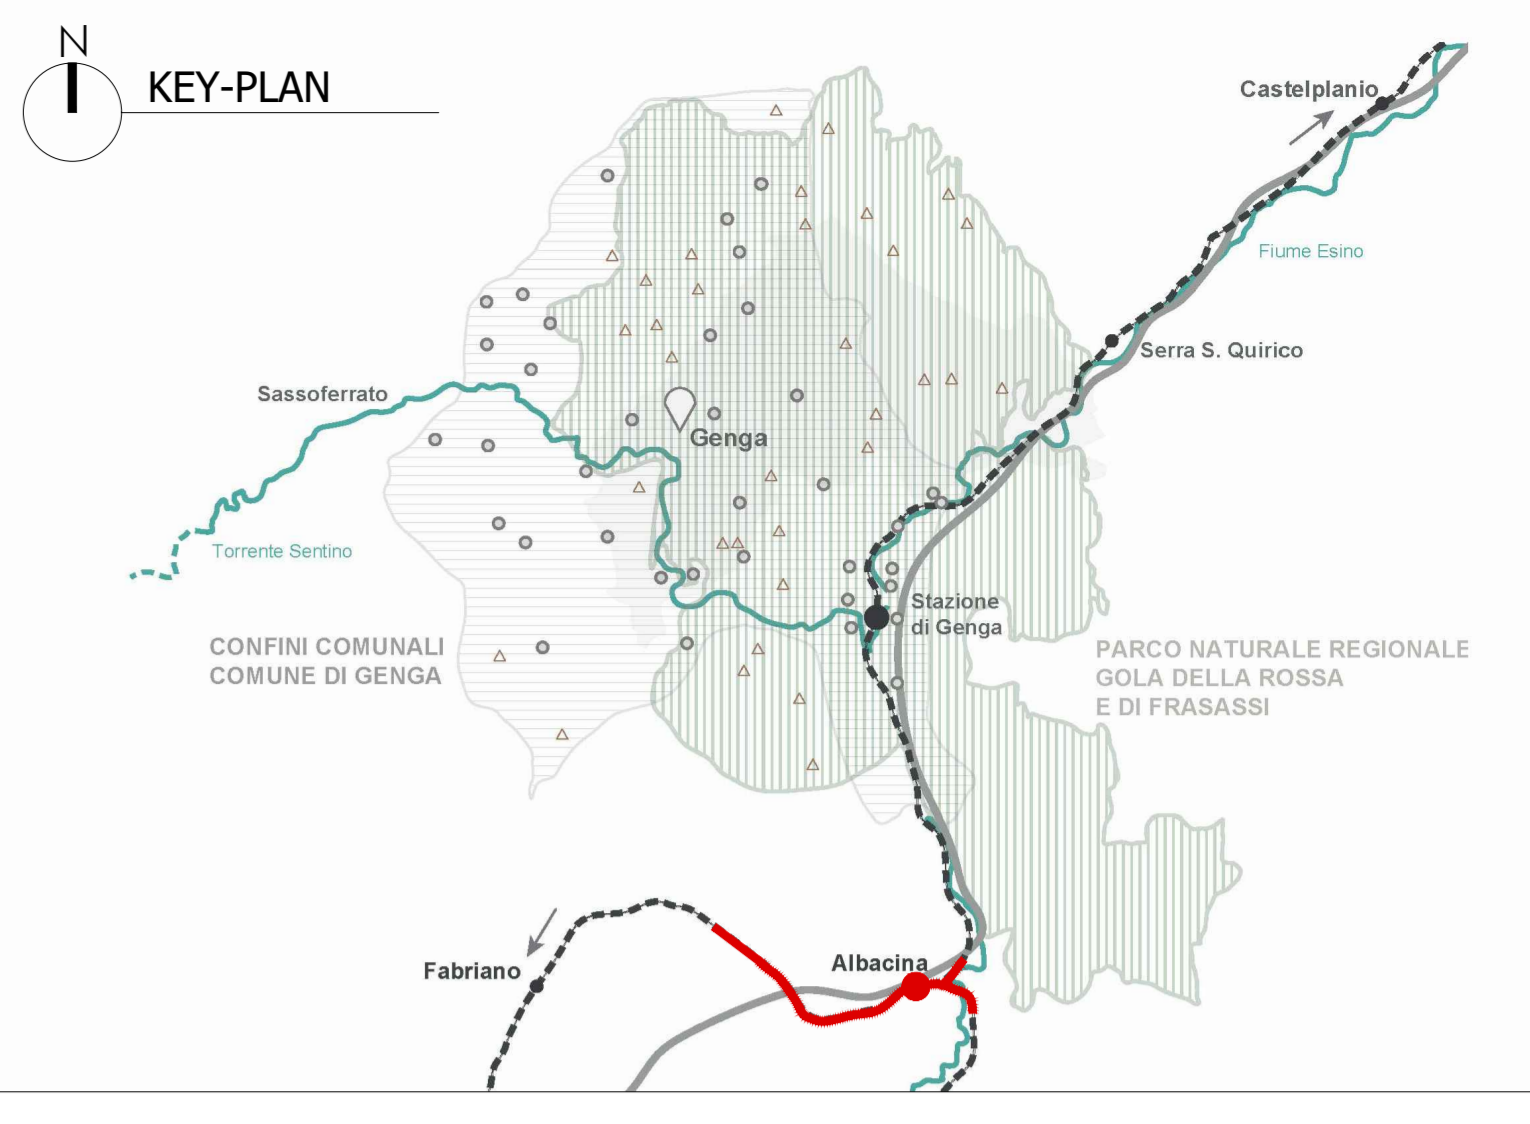 N
KEY-PLAN
Castelplanio
Fiume Esino
Serra S. Quirico
Sassoferrato
Genga
Torrente Sentino
Stazione
di Genga
CONFINI COMUNALI
COMUNE DI GENGA
PARCO NATURALE REGIONALE
GOLA DELLA ROSSA
E DI FRASASSI
Albacina
Fabriano